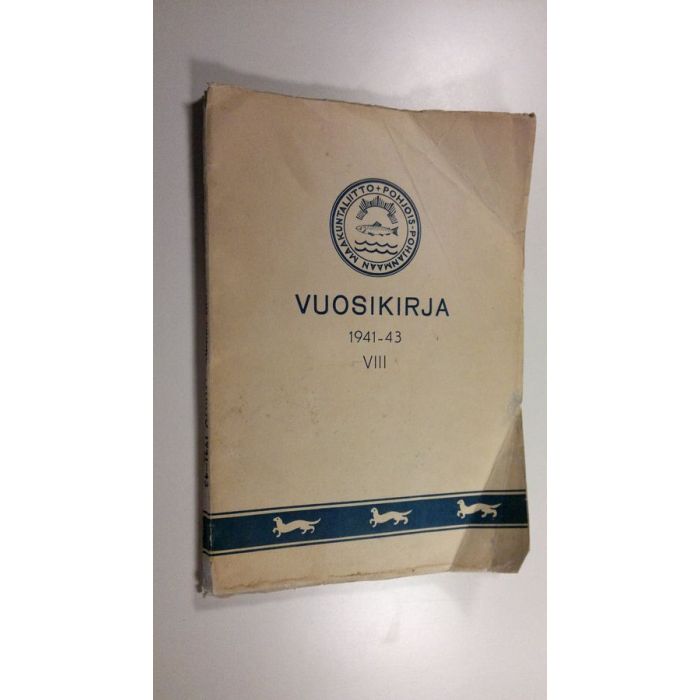 POHJOIS-POHJANMAAN MAAKUNTALIITTO +
VUOSIKIRJA
1941-43
VIII